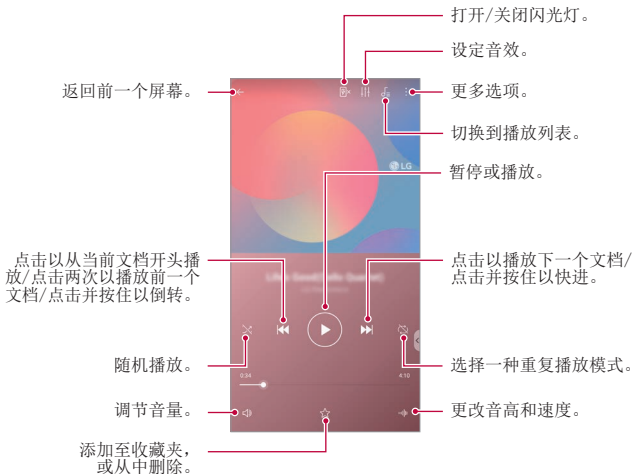 打开/关闭闪光灯。
设定音效。
返回前一个屏幕。
更多选项。
切换到播放列表。
LG
暂停或播放。
点击以从当前文档开头播
放/点击两次以播放前一个
文档/点击并按住以倒转。
点击以播放下一个文档/
点击并按住以快进。
随机播放。
选择一种重复播放模式。
0:34
4:10
调节音量。
更改音高和速度。
添加至收藏夹,
或从中删除。